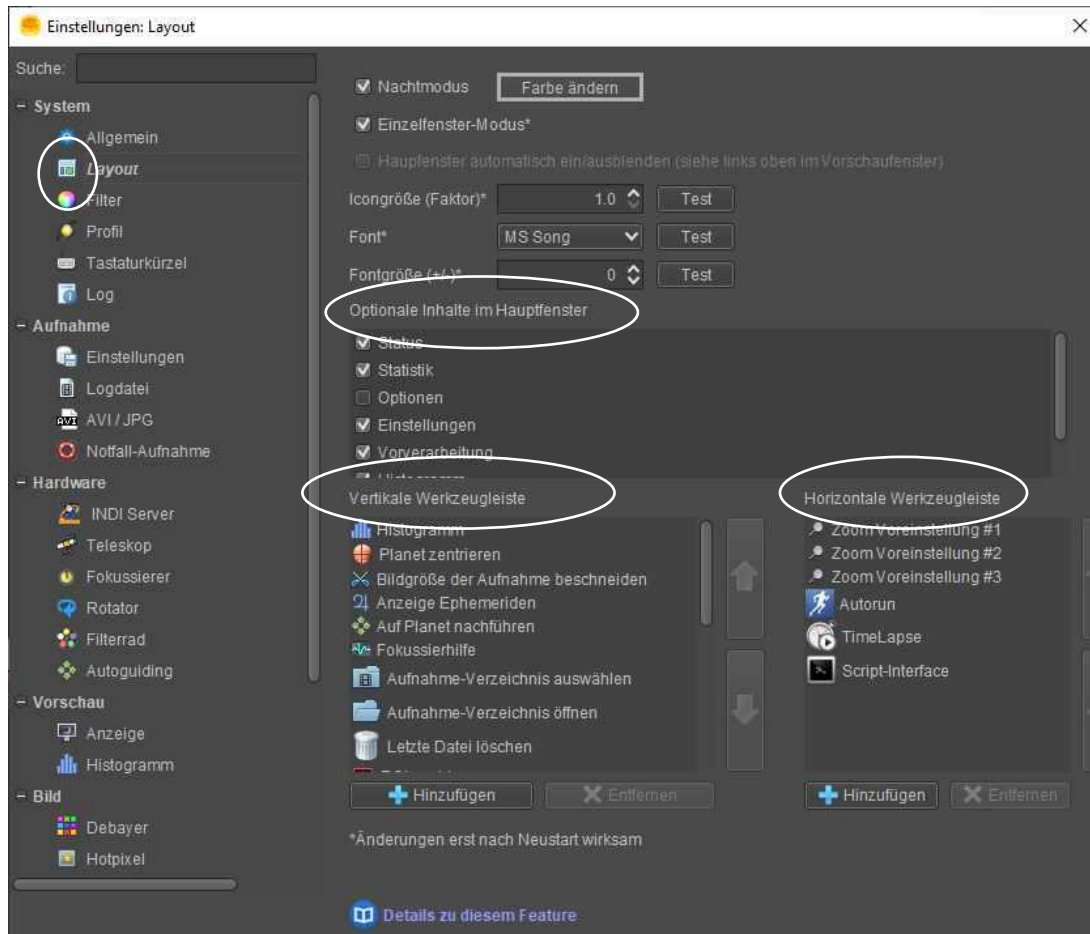 Einstellungen: Layout
Suche:
System
Allgemein
Layout
Filter
Profil
Tastaturkürzel
Log
Aufnahme
Einstellungen
Logdatei
AVI AVI / JPG
Notfall-Aufnahme
Hardware
INDI Server
Teleskop
Fokussierer
Rotator
Filterrad
Autoguiding
Vorschau
Anzeige
Histogramm
Bild
Debayer
Hotpixel
Nachtmodus Farbe ändern
Einzelfenster-Modus*
Haupfenster automatisch ein/ausblenden (siehe links oben im Vorschaufenster)
Icongröße (Faktor)* 1.0 Test
Font* MS Song Test
Fontgröße (+/-)* 0 Test
Optionale Inhalte im Hauptfenster
Status
Statistik
Optionen
Einstellungen
Vorverarbeitung
Histogramm
Vertikale Werkzeugleiste
Histogramm
Planet zentrieren
Bildgröße der Aufnahme beschneiden
Anzeige Ephemeriden
Auf Planet nachführen
Fokussierhilfe
Aufnahme-Verzeichnis auswählen
Aufnahme-Verzeichnis öffnen
Letzte Datei löschen
Hinzufügen Entfernen
Horizontale Werkzeugleiste
Zoom Voreinstellung #1
Zoom Voreinstellung #2
Zoom Voreinstellung #3
Autorun
TimeLapse
Script-Interface
Hinzufügen Entfernen
*Änderungen erst nach Neustart wirksam
Details zu diesem Feature